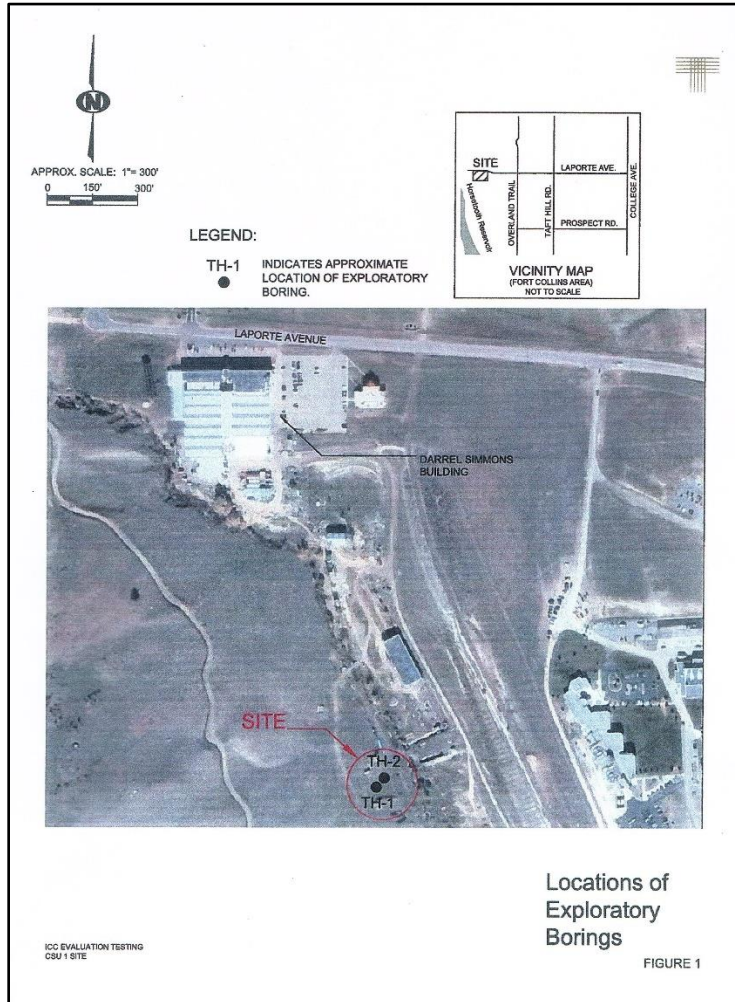 N
APPROX. SCALE: 1"= 300'
0 150' 300'
LEGEND:
TH-1 INDICATES APPROXIMATE
LOCATION OF EXPLORATORY
BORING.
SITE
LAPORTE AVE.
Horsetooth Reservoir
OVERLAND TRAIL
TAFT HILL RD.
COLLEGE AVE.
PROSPECT RD.
VICINITY MAP
(FORT COLLINS AREA)
NOT TO SCALE
LAPORTE AVENUE
DARREL SIMMONS
BUILDING
SITE
TH-2
TH-1
Locations of
Exploratory
Borings
ICC EVALUATION TESTING
CSU 1 SITE
FIGURE 1